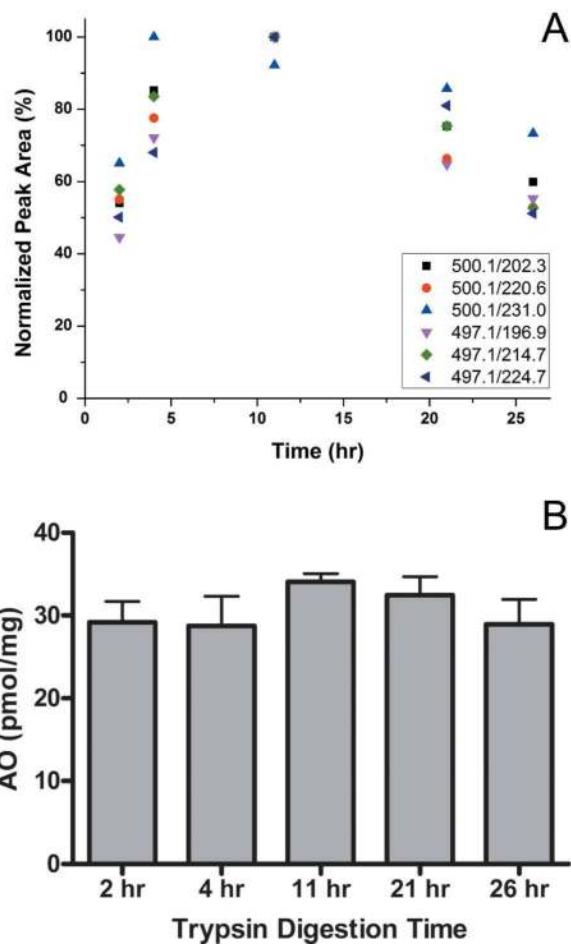 A
Normalized Peak Area (%)
100
80
60
40
20
0
500.1/202.3
500.1/220.6
500.1/231.0
497.1/196.9
497.1/214.7
497.1/224.7
0 5 10 15 20 25
Time (hr)
B
AO (pmol/mg)
40
30
20
10
0
2 hr 4 hr 11 hr 21 hr 26 hr
Trypsin Digestion Time